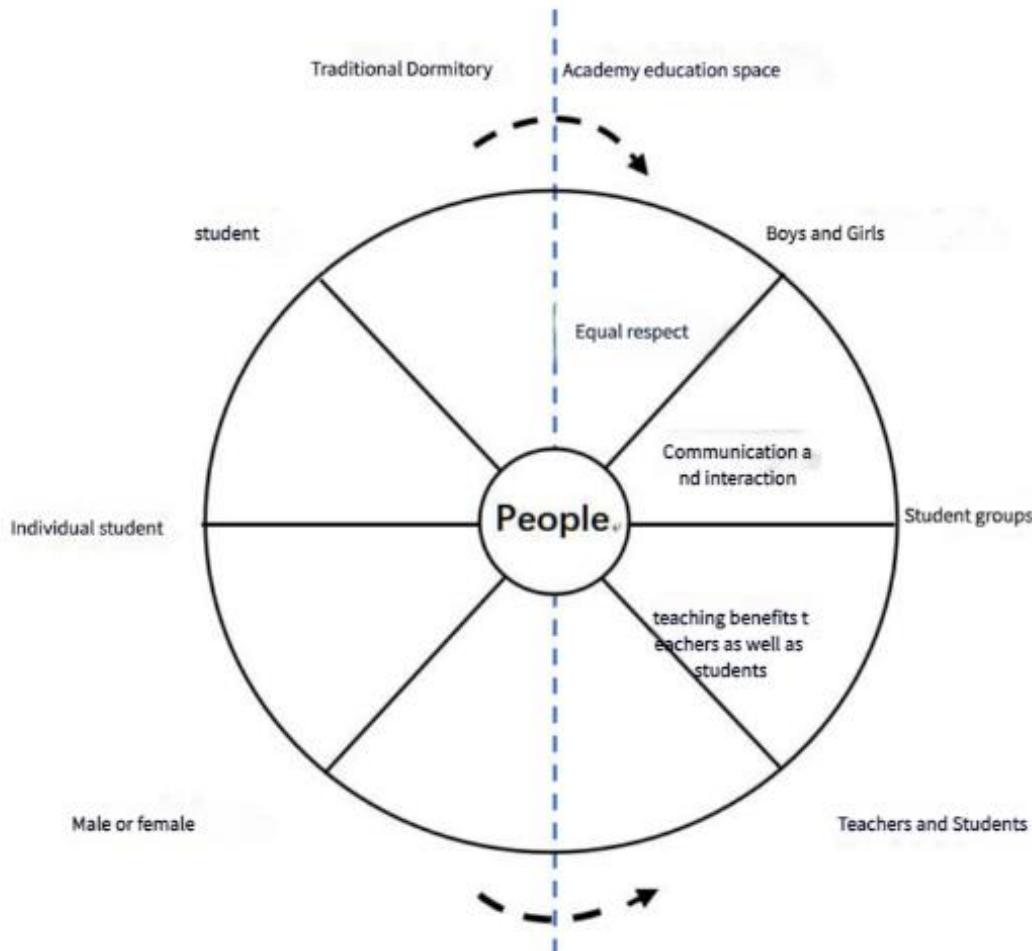 Traditional Dormitory
Academy education space
student
Boys and Girls
Equal respect
Communication a
nd interaction
Individual student
People
Student groups
teaching benefits t
eachers as well as
students
Male or female
Teachers and Students